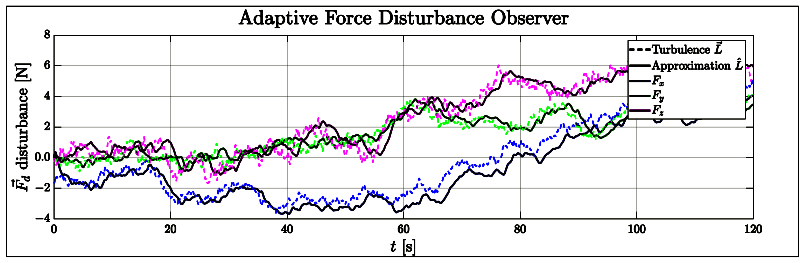 Adaptive Force Disturbance Observer
8
6
4
2
0.0
−2
−4
F⃗_d disturbance [N]
Turbulence L⃗
Approximation L̂
F_x
F_y
F_z
0 20 40 60 80 100 120
t [s]